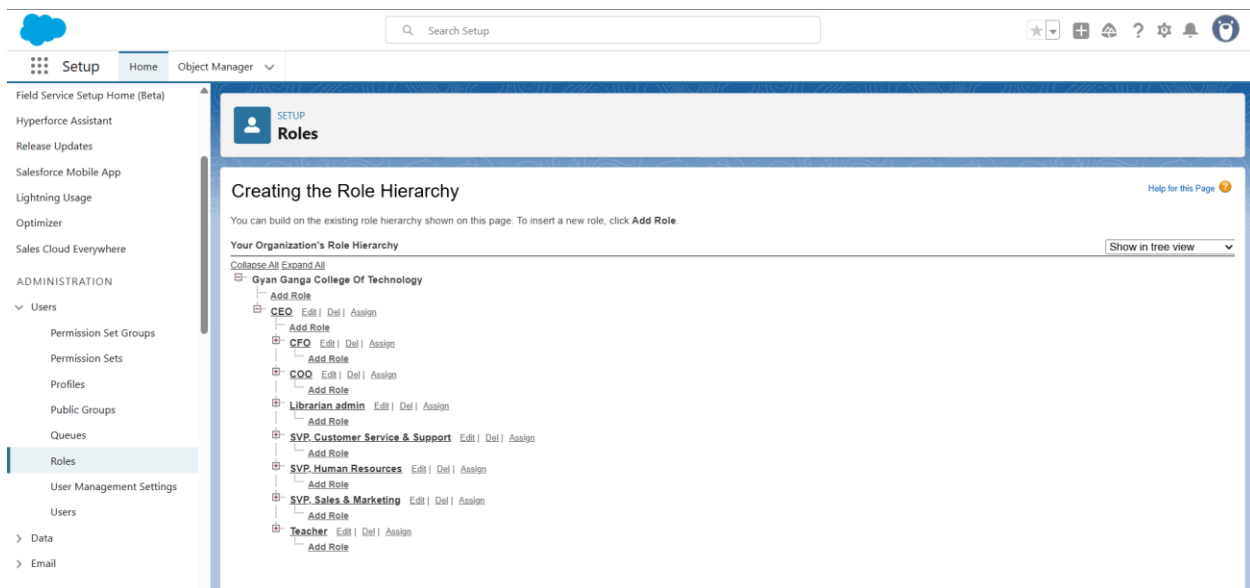 Search Setup
Setup Home Object Manager
Field Service Setup Home (Beta)
Hyperforce Assistant
Release Updates
Salesforce Mobile App
Lightning Usage
Optimizer
Sales Cloud Everywhere
ADMINISTRATION
Users
Permission Set Groups
Permission Sets
Profiles
Public Groups
Queues
Roles
User Management Settings
Users
Data
Email
SETUP
Roles
Creating the Role Hierarchy
Help for this Page
You can build on the existing role hierarchy shown on this page. To insert a new role, click Add Role.
Your Organization's Role Hierarchy
Show in tree view
Collapse All Expand All
Gyan Ganga College Of Technology
Add Role
CEO Edit | Del | Assign
Add Role
CFO Edit | Del | Assign
Add Role
COO Edit | Del | Assign
Add Role
Librarian admin Edit | Del | Assign
Add Role
SVP, Customer Service & Support Edit | Del | Assign
Add Role
SVP, Human Resources Edit | Del | Assign
Add Role
SVP, Sales & Marketing Edit | Del | Assign
Add Role
Teacher Edit | Del | Assign
Add Role